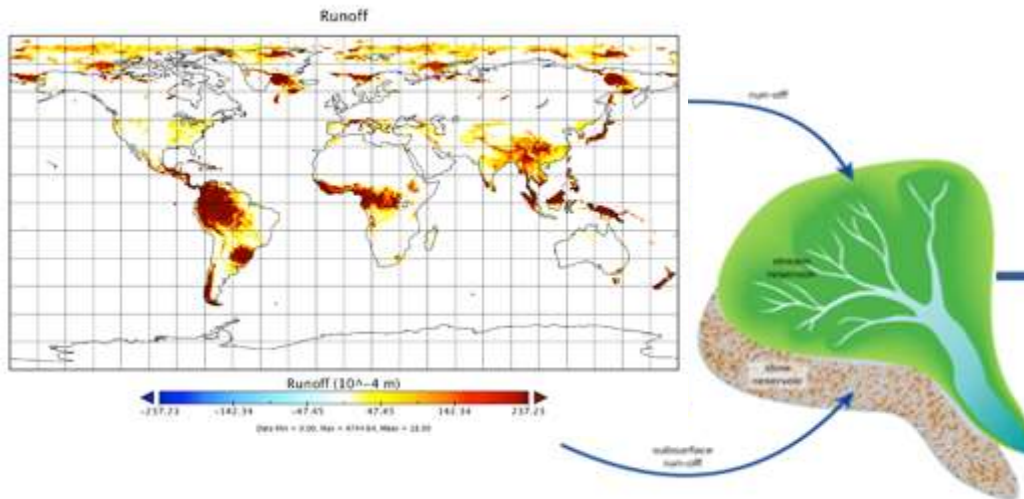 Runoff
run-off
stream
reservoir
slow
reservoir
Runoff (10^-4 m)
-237.23 -142.34 -47.45 47.45 142.34 237.23
subsurface
run-off